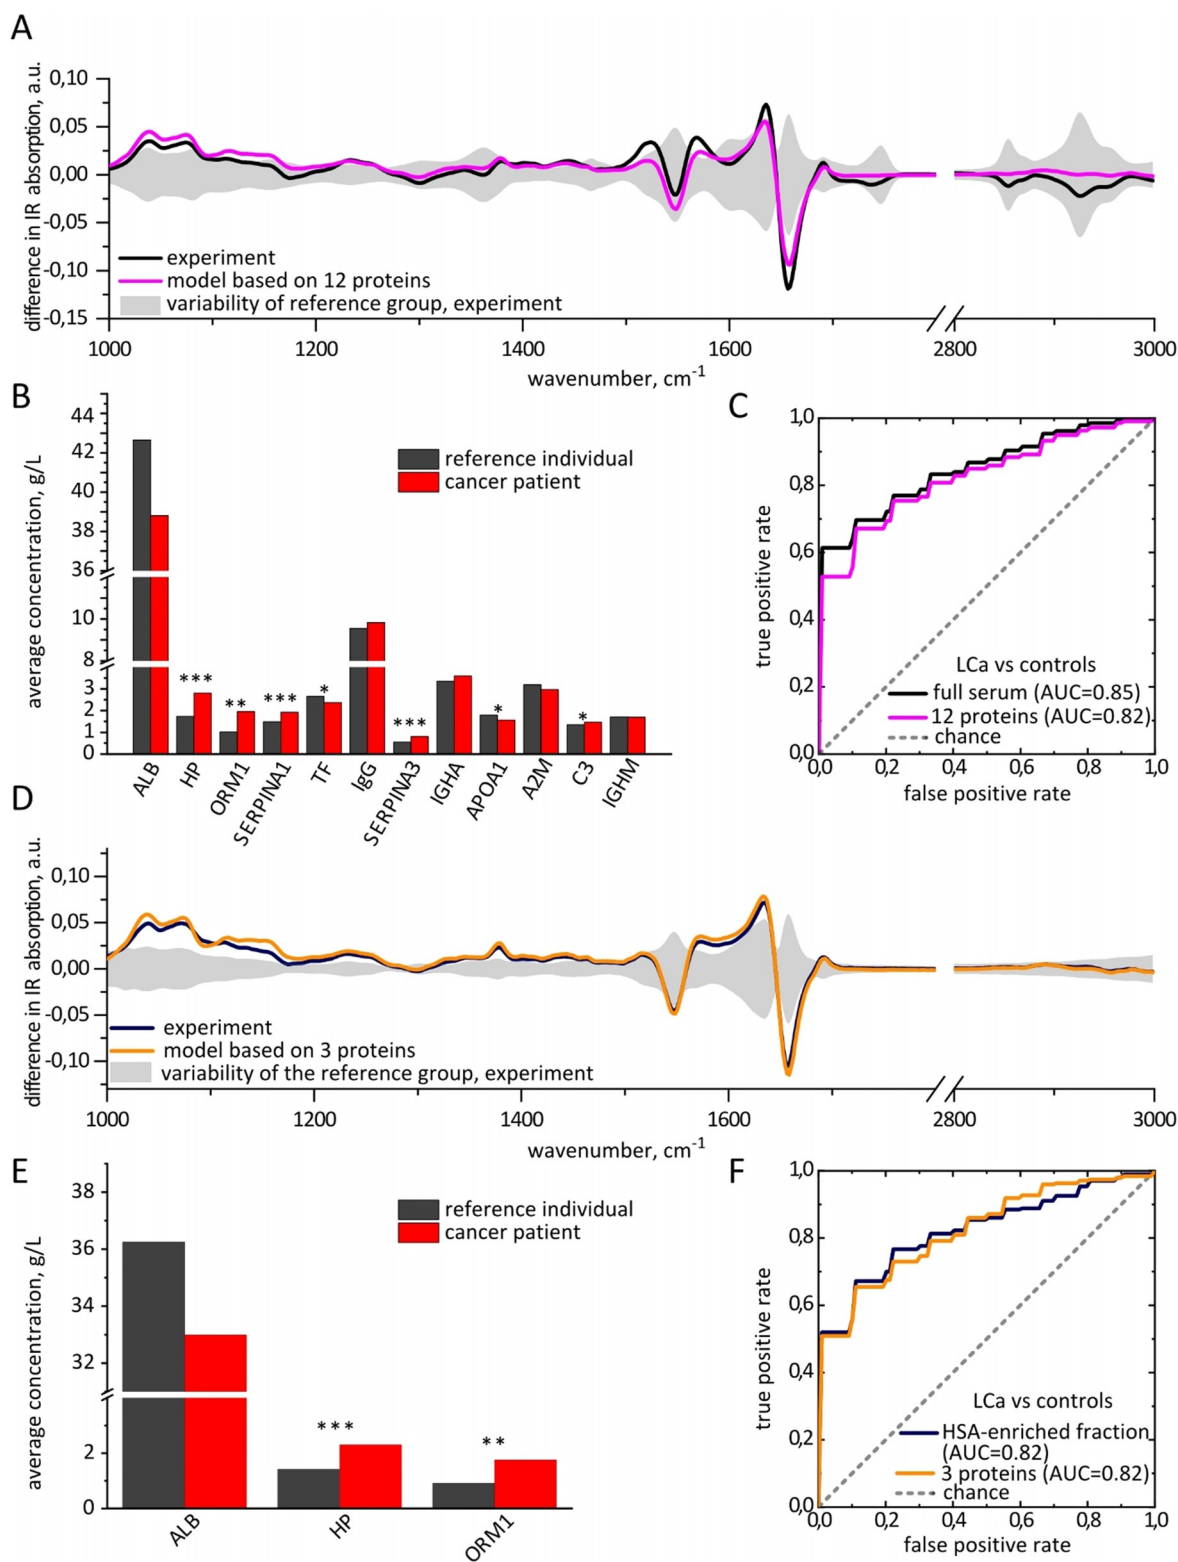 A
difference in IR absorption, a.u.
0,10
0,05
0,00
-0,05
-0,10
-0,15
experiment
model based on 12 proteins
variability of reference group, experiment
1000
1200
1400
1600
2800
3000
wavenumber, cm-1
B
average concentration, g/L
44
42
40
38
36
10
8
3
2
1
0
reference individual
cancer patient
***
**
***
*
***
*
*
ALB
HP
ORM1
SERPINA1
TF
IgG
SERPINA3
IGHA
APOA1
A2M
C3
IGHM
C
true positive rate
1,0
0,8
0,6
0,4
0,2
0,0
LCa vs controls
full serum (AUC=0.85)
12 proteins (AUC=0.82)
chance
0,0
0,2
0,4
0,6
0,8
1,0
false positive rate
D
difference in IR absorption, a.u.
0,10
0,05
0,00
-0,05
-0,10
experiment
model based on 3 proteins
variability of the reference group, experiment
1000
1200
1400
1600
2800
3000
wavenumber, cm-1
E
average concentration, g/L
38
36
34
32
2
0
reference individual
cancer patient
***
**
ALB
HP
ORM1
F
true positive rate
1,0
0,8
0,6
0,4
0,2
0,0
LCa vs controls
HSA-enriched fraction
(AUC=0.82)
3 proteins (AUC=0.82)
chance
0,0
0,2
0,4
0,6
0,8
1,0
false positive rate